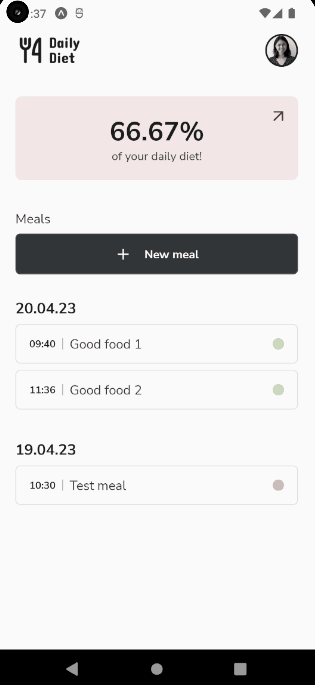 :37
Daily
Diet
66.67%
of your daily diet!
Meals
+ New meal
20.04.23
09:40 | Good food 1
11:36 | Good food 2
19.04.23
10:30 | Test meal